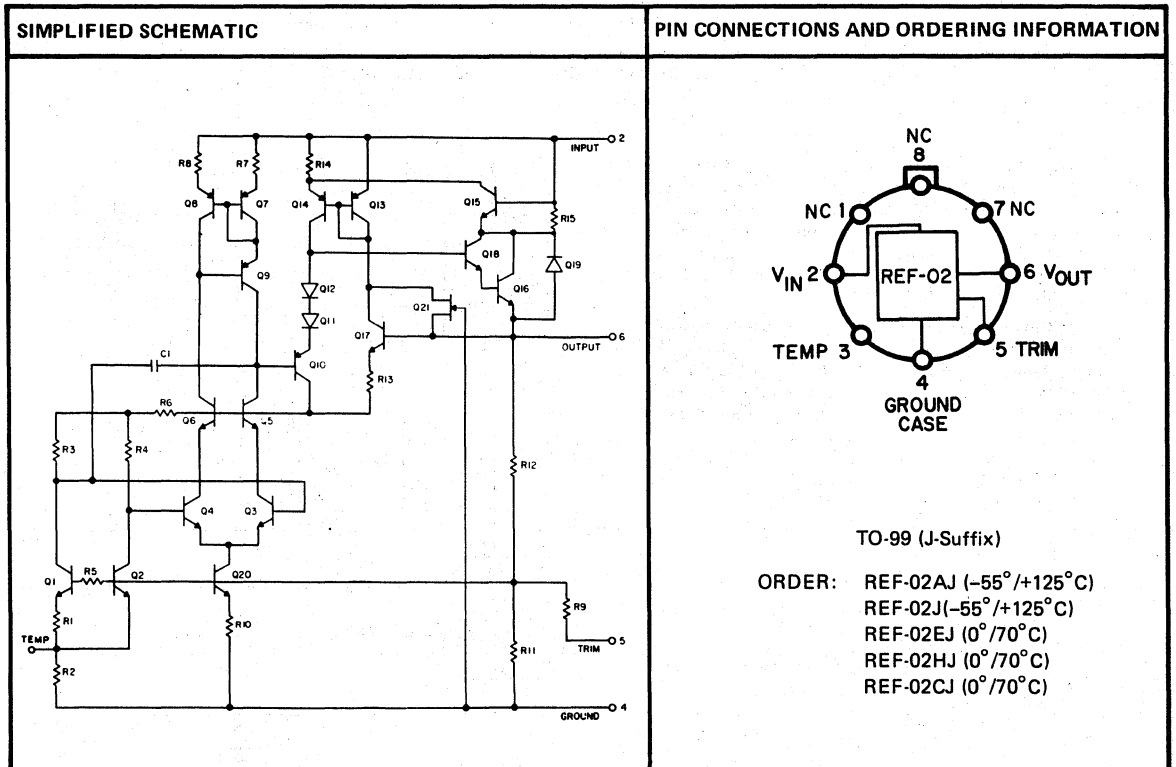 SIMPLIFIED SCHEMATIC
PIN CONNECTIONS AND ORDERING INFORMATION
2
INPUT
R8
R7
R14
Q8
Q7
Q14
Q13
Q15
R15
Q18
Q19
Q9
Q16
Q12
Q21
Q11
Q17
6
OUTPUT
C1
Q10
R13
R6
Q6
Q5
R3
R4
R12
Q4
Q3
Q1
R5
Q2
Q20
R9
R1
R10
TEMP
5
TRIM
R2
R11
4
GROUND
NC
8
NC 1
7 NC
VIN 2
REF-02
6 VOUT
TEMP 3
5 TRIM
4
GROUND
CASE
TO-99 (J-Suffix)
ORDER: REF-02AJ (−55°/+125°C)
REF-02J(−55°/+125°C)
REF-02EJ (0°/70°C)
REF-02HJ (0°/70°C)
REF-02CJ (0°/70°C)